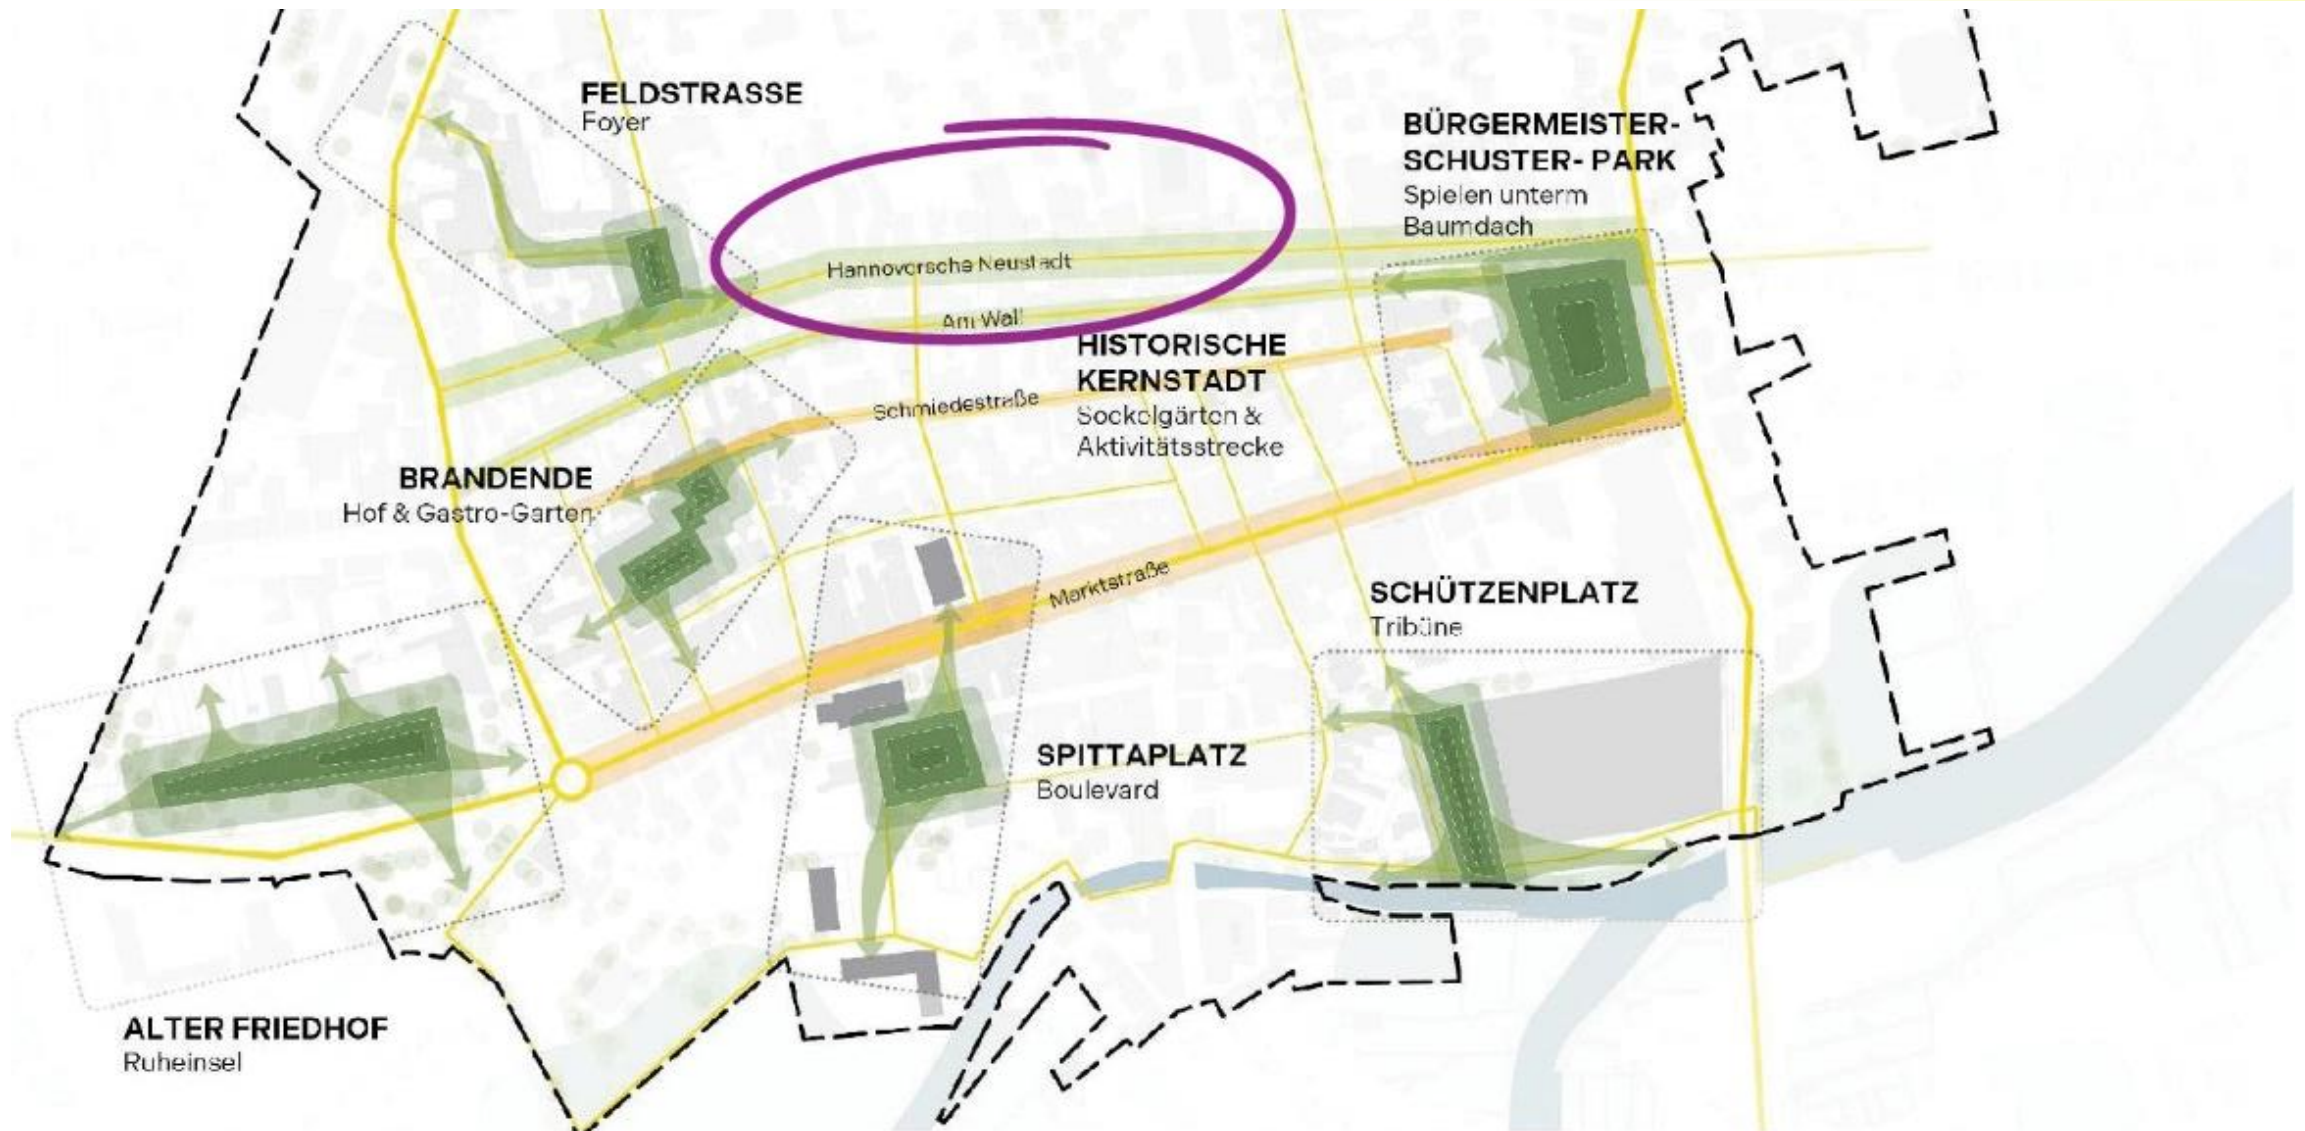 FELDSTRASSE
Foyer
BÜRGERMEISTER-
SCHUSTER- PARK
Spielen unterm
Baumdach
Hannoversche Neustadt
Am Wall
HISTORISCHE
KERNSTADT
Sockelgärten &
Aktivitätsstrecke
Schmiedestraße
BRANDENDE
Hof & Gastro-Garten
Marktstraße
SCHÜTZENPLATZ
Tribüne
SPITTAPLATZ
Boulevard
ALTER FRIEDHOF
Ruheinsel